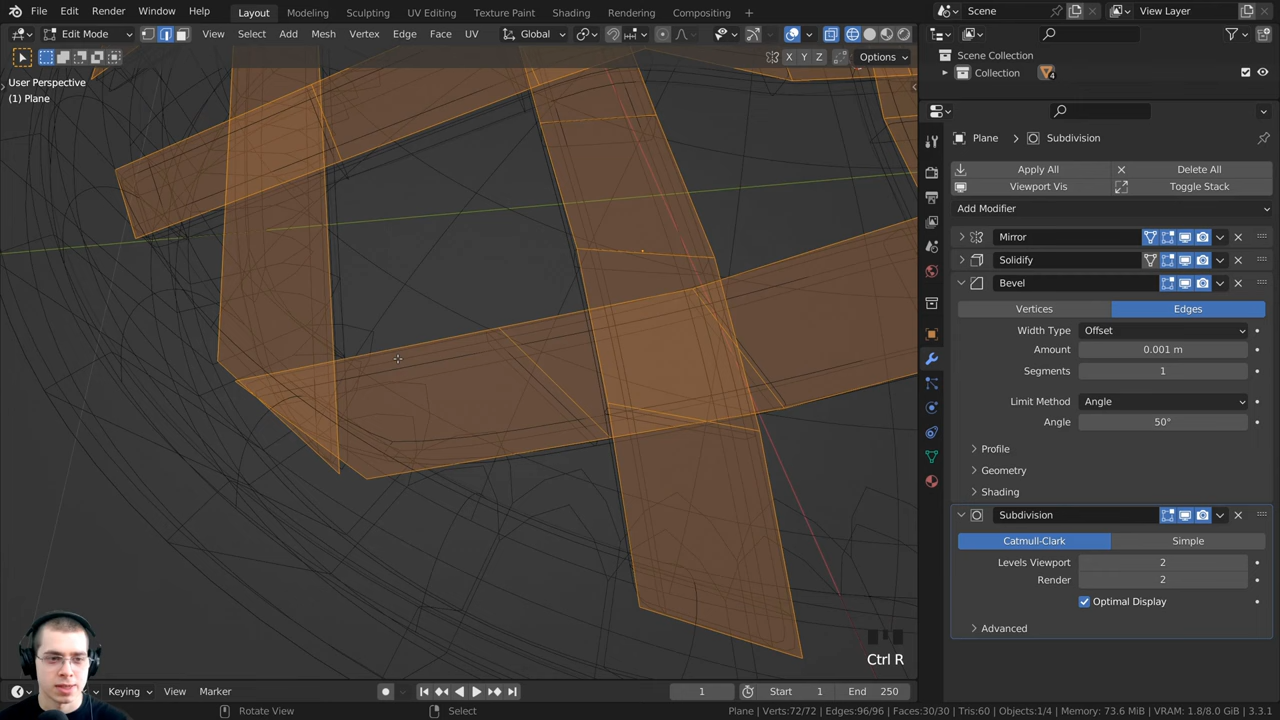 File Edit Render Window Help Layout Modeling Sculpting UV Editing Texture Paint Shading Rendering Compositing Scene View Layer
Edit Mode View Select Add Mesh Vertex Edge Face UV Global
X Y Z Options
User Perspective
(1) Plane
Scene Collection
Collection 4
Plane Subdivision
Apply All Delete All
Viewport Vis Toggle Stack
Add Modifier
Mirror
Solidify
Bevel
Vertices Edges
Width Type Offset
Amount 0.001 m
Segments 1
Limit Method Angle
Angle 50°
Profile
Geometry
Shading
Subdivision
Catmull-Clark Simple
Levels Viewport 2
Render 2
Optimal Display
Advanced
Ctrl R
Keying View Marker 1 Start 1 End 250
Rotate View Select Plane | Verts:72/72 | Edges:96/96 | Faces:30/30 | Tris:60 | Objects:1/4 | Memory: 73.6 MiB | VRAM: 1.8/8.0 GiB | 3.3.1